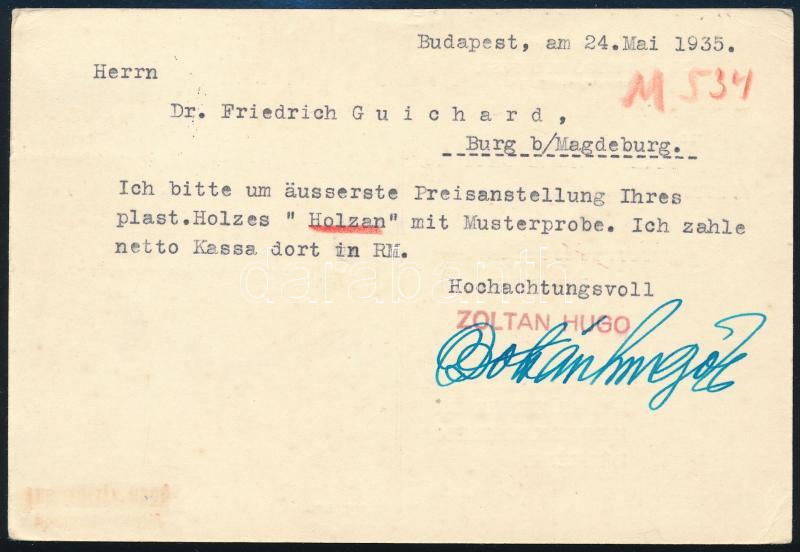 Budapest, am 24.Mai 1935.
Herrn
M 534
Dr. Friedrich G u i c h a r d ,
Burg b/Magdeburg.
Ich bitte um äusserste Preisanstellung Ihres
plast.Holzes " Holzan" mit Musterprobe. Ich zahle
netto Kassa dort in RM.
darabanth
Hochachtungsvoll
ZOLTAN HUGO